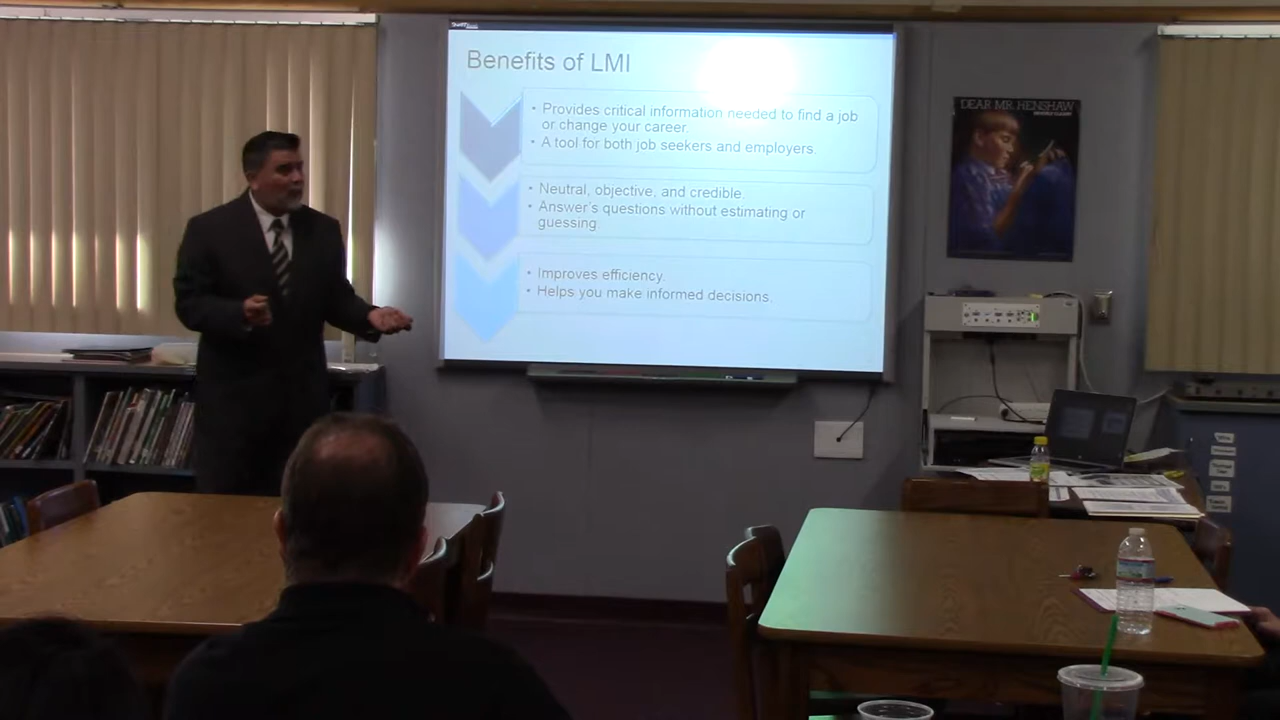 Benefits of LMI
• Provides critical information needed to find a job
or change your career.
• A tool for both job seekers and employers.
• Neutral, objective, and credible.
• Answer's questions without estimating or
guessing.
• Improves efficiency.
• Helps you make informed decisions.
DEAR MR. HENSHAW
BEVERLY CLEARY